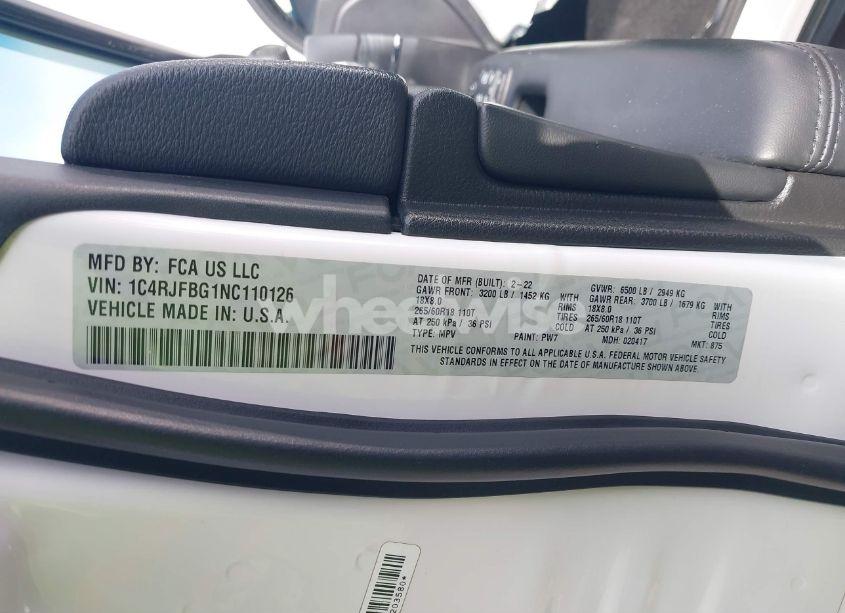 MFD BY: FCA US LLC
VIN: 1C4RJFBG1NC110126
VEHICLE MADE IN: U.S.A.
DATE OF MFR (BUILT): 2-22 GVWR: 6500 LB / 2949 KG
GAWR FRONT: 3200 LB / 1452 KG WITH GAWR REAR: 3700 LB / 1679 KG WITH
18X8.0 RIMS 18X8.0 RIMS
265/60R18 110T TIRES 265/60R18 110T TIRES
AT 250 kPa / 36 PSI COLD AT 250 kPa / 36 PSI COLD
TYPE: MPV PAINT: PW7 MDH: 020417 MKT: 875
THIS VEHICLE CONFORMS TO ALL APPLICABLE U.S.A. FEDERAL MOTOR VEHICLE SAFETY
STANDARDS IN EFFECT ON THE DATE OF MANUFACTURE SHOWN ABOVE.
wheelwise